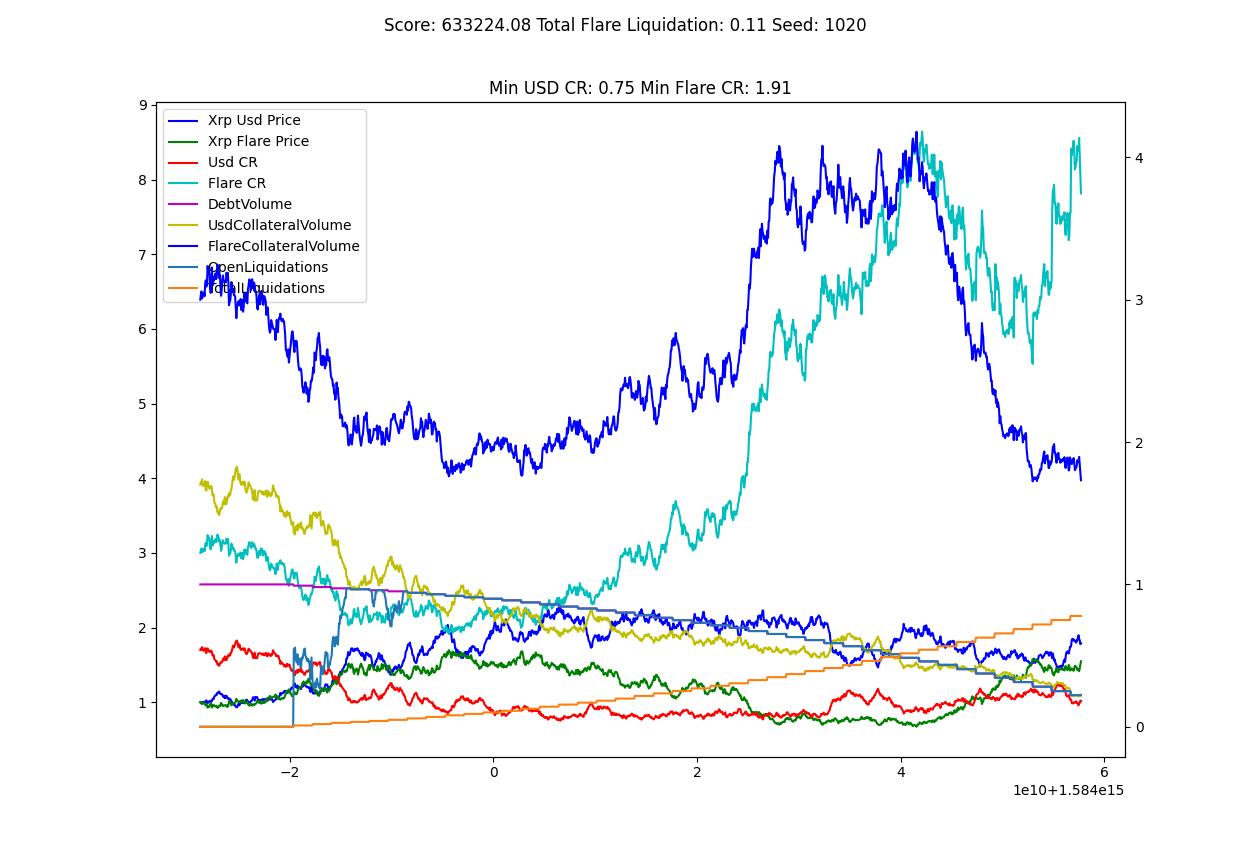 Score: 633224.08 Total Flare Liquidation: 0.11 Seed: 1020
Min USD CR: 0.75 Min Flare CR: 1.91
Xrp Usd Price
Xrp Flare Price
Usd CR
Flare CR
DebtVolume
UsdCollateralVolume
FlareCollateralVolume
OpenLiquidations
TotalLiquidations
9
8
7
6
5
4
3
2
1
4
3
2
1
0
−2
0
2
4
6
1e10+1.584e15